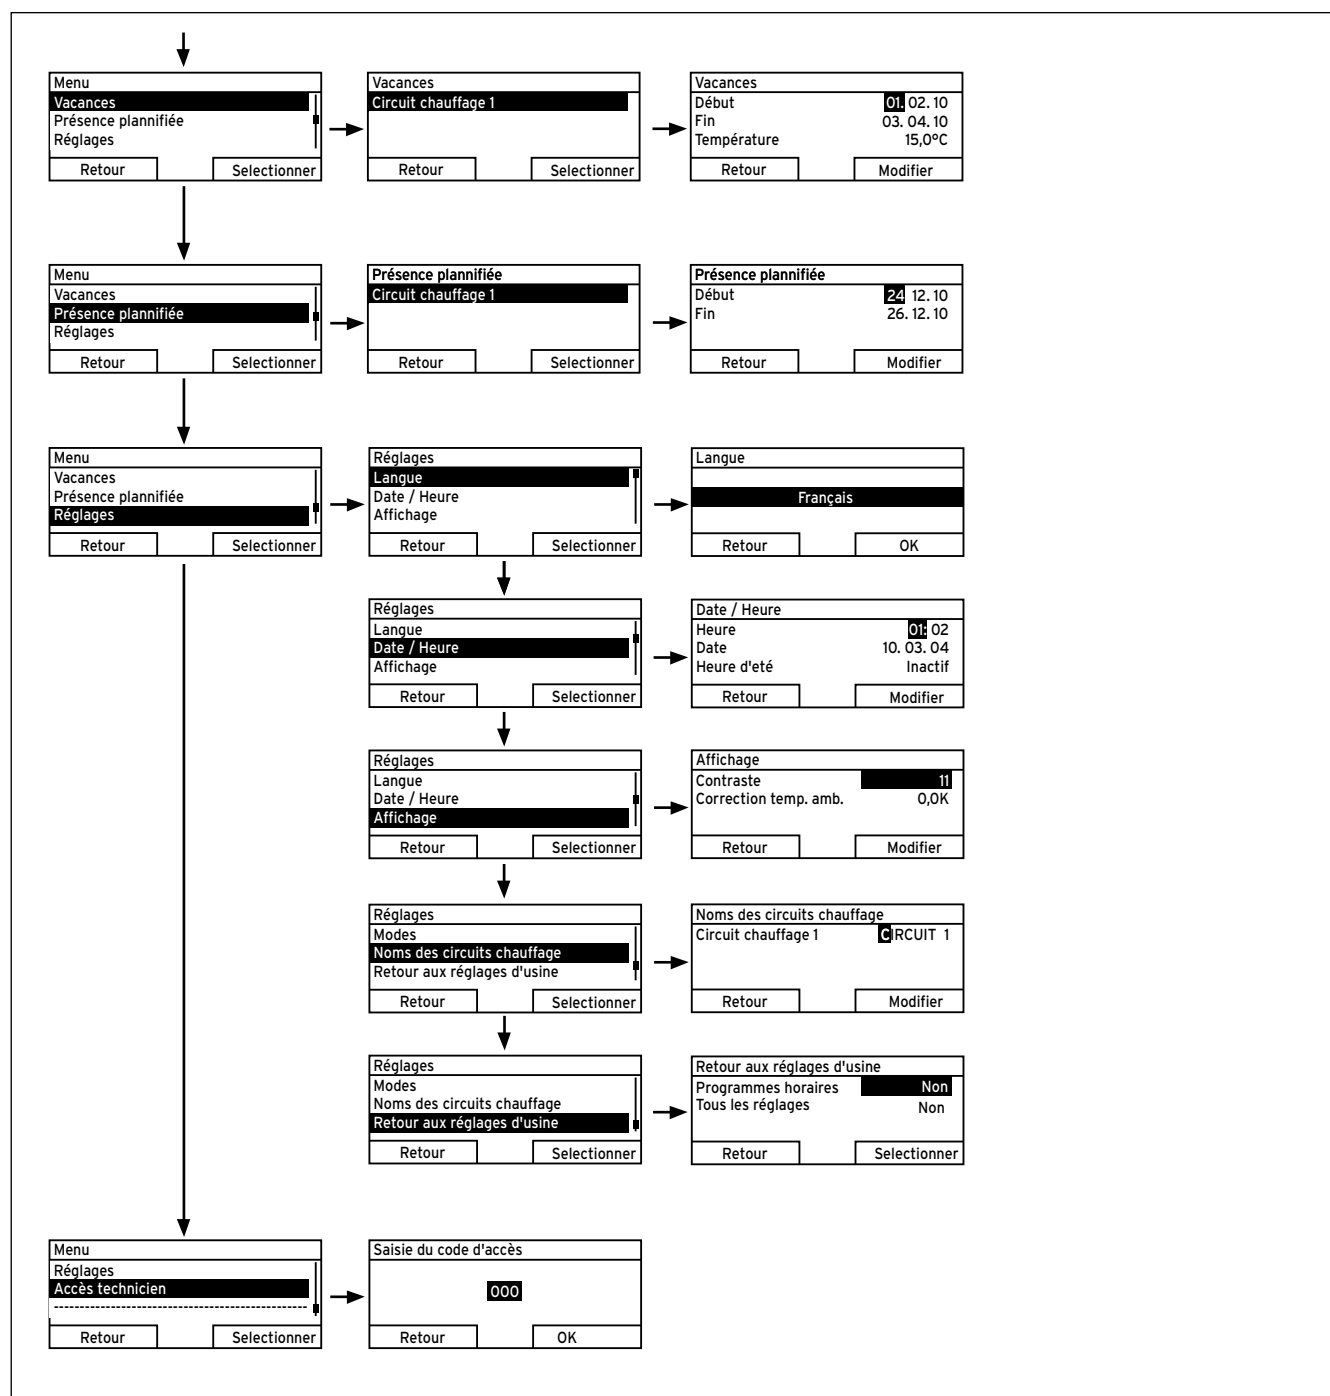 Menu
Vacances
Présence plannifiée
Réglages
Retour
Selectionner
Vacances
Circuit chauffage 1
Retour
Selectionner
Vacances
Début 01. 02. 10
Fin 03. 04. 10
Température 15,0°C
Retour
Modifier
Menu
Vacances
Présence plannifiée
Réglages
Retour
Selectionner
Présence plannifiée
Circuit chauffage 1
Retour
Selectionner
Présence plannifiée
Début 24 12. 10
Fin 26. 12. 10
Retour
Modifier
Menu
Vacances
Présence plannifiée
Réglages
Retour
Selectionner
Réglages
Langue
Date / Heure
Affichage
Retour
Selectionner
Langue
Français
Retour
OK
Réglages
Langue
Date / Heure
Affichage
Retour
Selectionner
Date / Heure
Heure 01: 02
Date 10. 03. 04
Heure d'eté Inactif
Retour
Modifier
Réglages
Langue
Date / Heure
Affichage
Retour
Selectionner
Affichage
Contraste 11
Correction temp. amb. 0,0K
Retour
Modifier
Réglages
Modes
Noms des circuits chauffage
Retour aux réglages d'usine
Retour
Selectionner
Noms des circuits chauffage
Circuit chauffage 1 CIRCUIT 1
Retour
Modifier
Réglages
Modes
Noms des circuits chauffage
Retour aux réglages d'usine
Retour
Selectionner
Retour aux réglages d'usine
Programmes horaires Non
Tous les réglages Non
Retour
Selectionner
Menu
Réglages
Accès technicien
------------------------------------------------
Retour
Selectionner
Saisie du code d'accès
000
Retour
OK